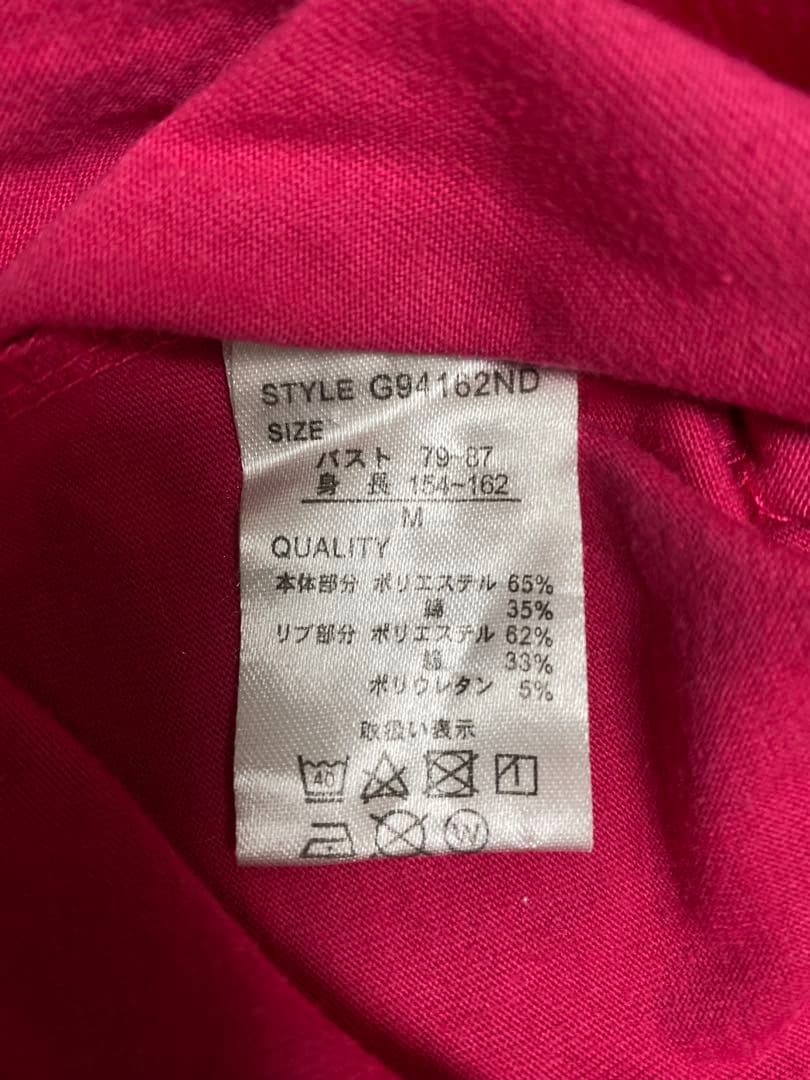 STYLE G94162ND
SIZE
バスト 79~87
身長 154~162
M
QUALITY
本体部分 ポリエステル 65%
綿 35%
リブ部分 ポリエステル 62%
綿 33%
ポリウレタン 5%
取扱い表示
40
1
W